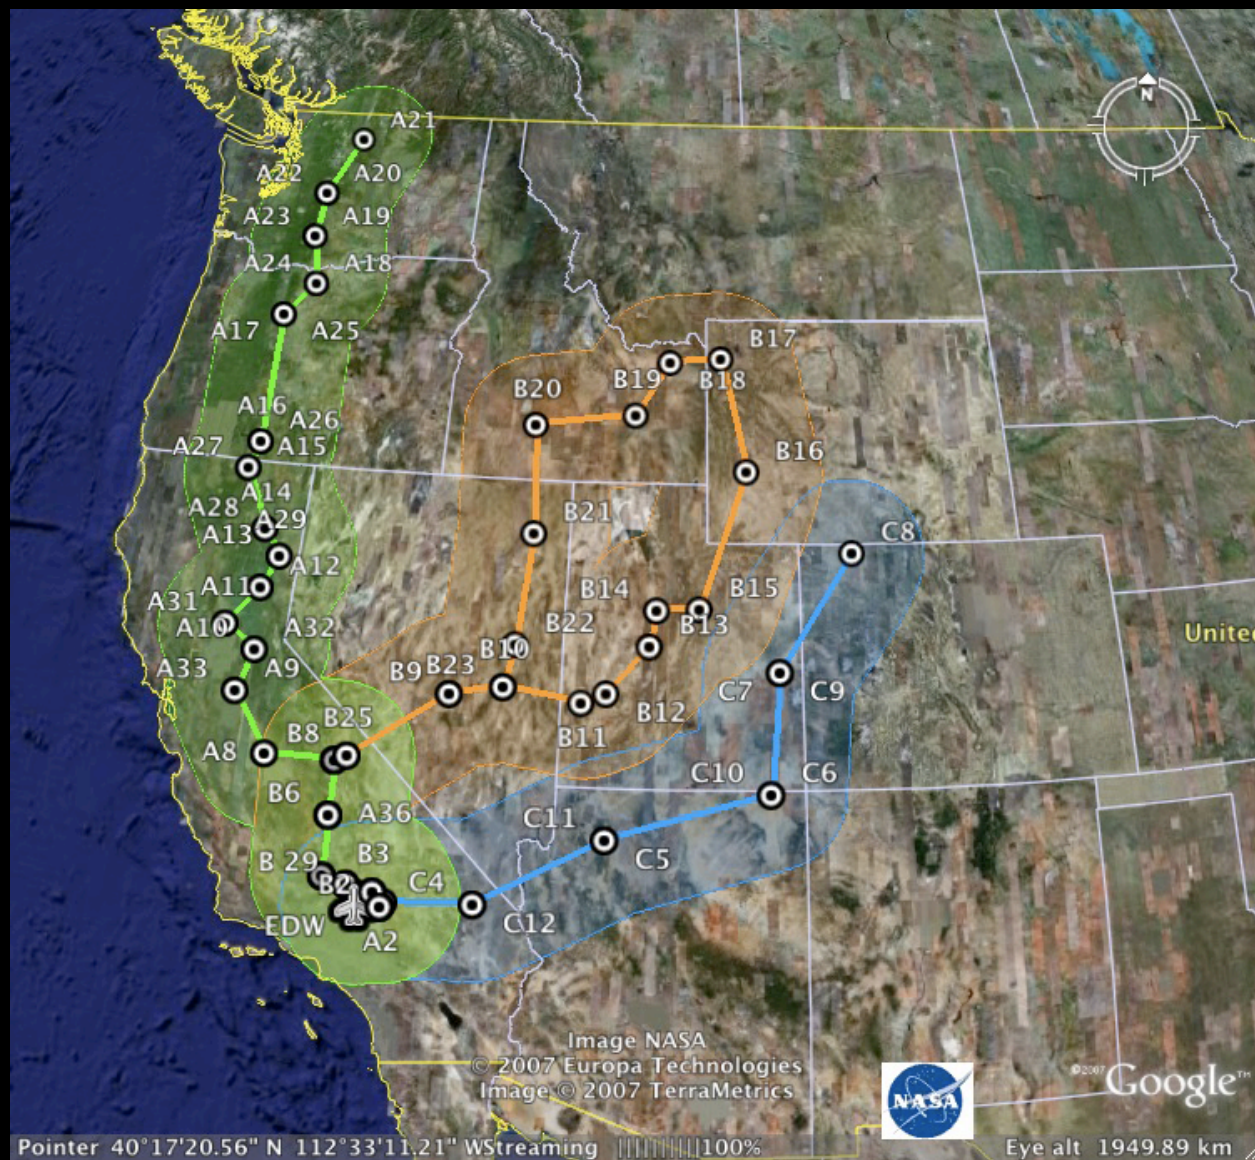 N
A21
A22 A20
A23 A19
A24 A18
A17 A25
B17
B19 B18
B20
A16 A26
A27 A15
B16
A14
A28 A29
B21
A13
C8
A12
A11
B14 B15
A31
A10 A32
B22 B13
United
B10
A33 A9
B9 B23
C7 C9
B12
B25
B8
B11
A8
C10 C6
B6
A36
C11
C5
B 29 B3
B2 C4
EDW C12
A2
Image NASA
© 2007 Europa Technologies
Image © 2007 TerraMetrics
©2007 Google™
NASA
Pointer 40°17'20.56" N 112°33'11.21" W Streaming ||||||||||100% Eye alt 1949.89 km